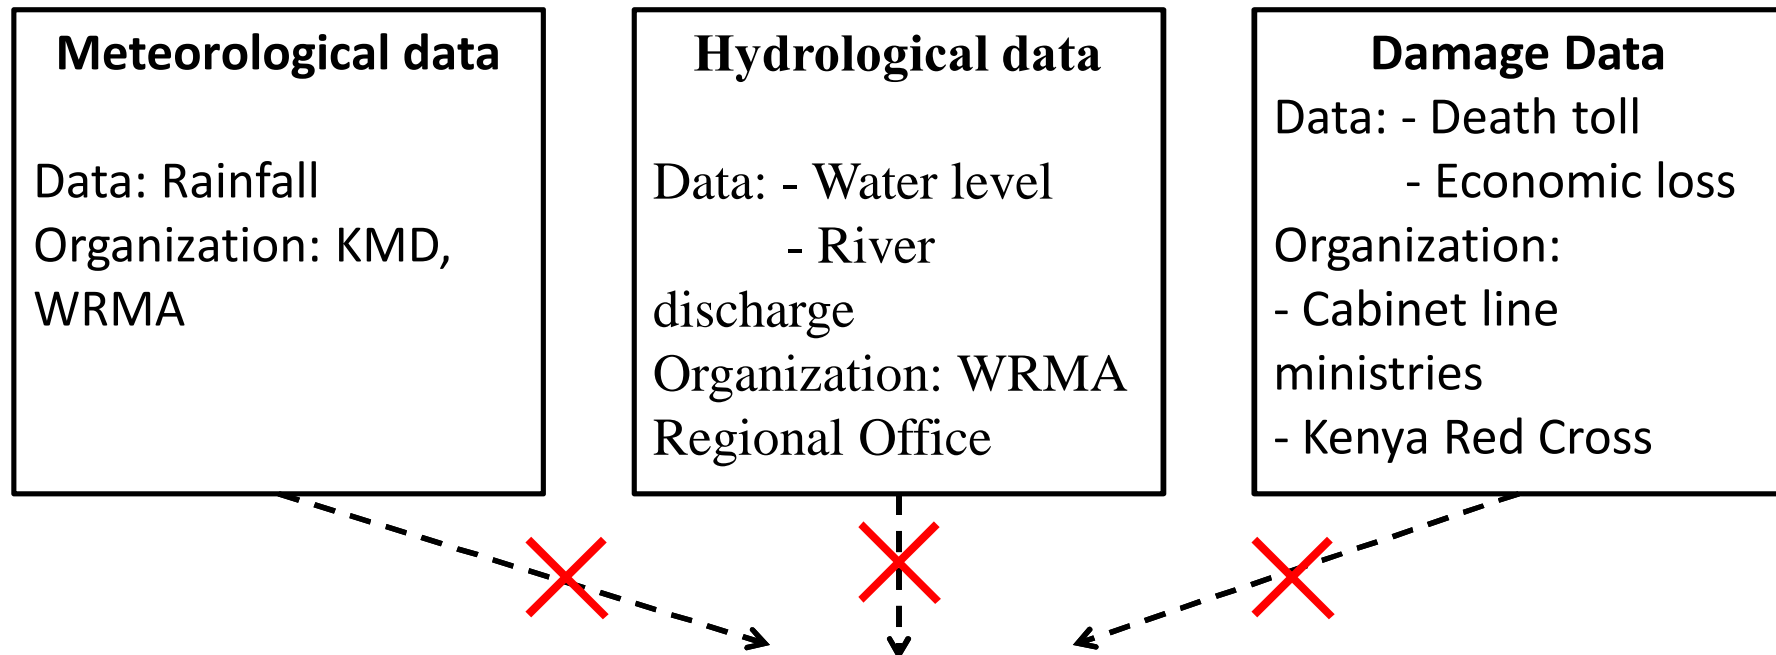 Meteorological data
Data: Rainfall
Organization: KMD,
WRMA
Hydrological data
Data: - Water level
- River
discharge
Organization: WRMA
Regional Office
Damage Data
Data: - Death toll
- Economic loss
Organization:
- Cabinet line
ministries
- Kenya Red Cross